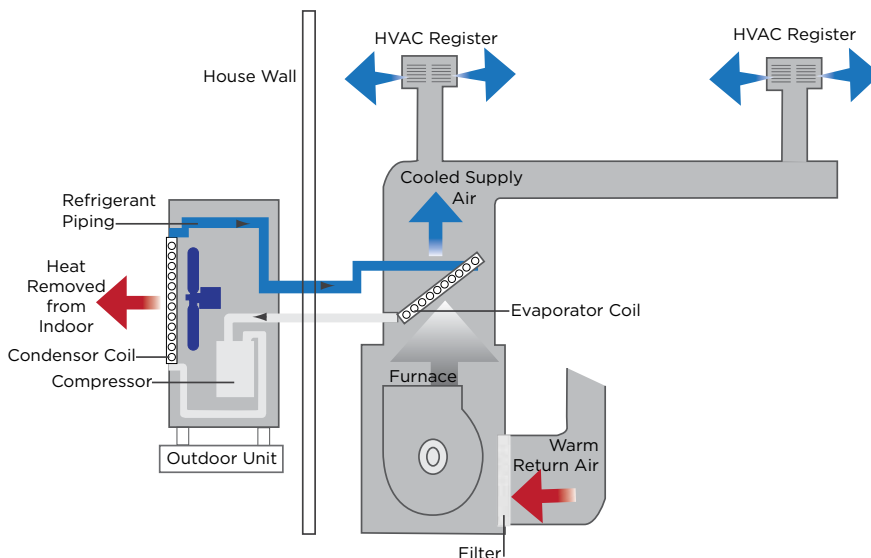 HVAC Register
HVAC Register
House Wall
Cooled Supply
Air
Refrigerant
Piping
Heat
Removed
from
Indoor
Evaporator Coil
Condensor Coil
Compressor
Furnace
Warm
Return Air
Outdoor Unit
Filter